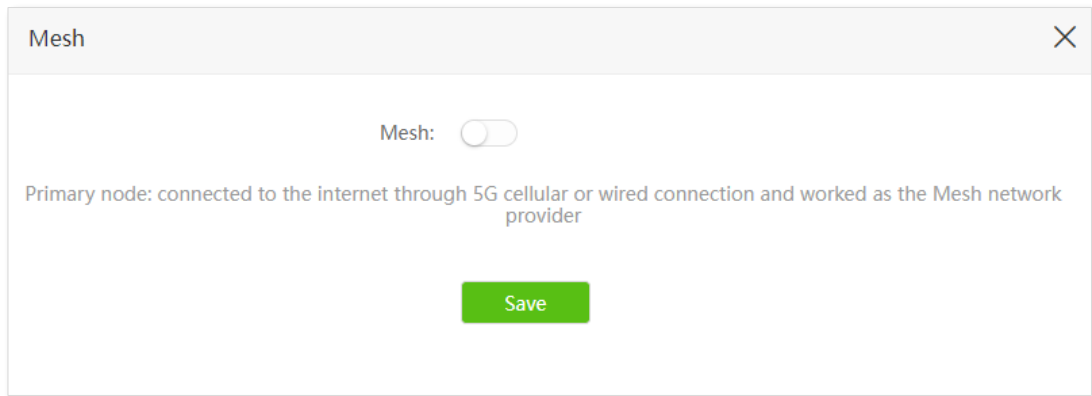 Mesh
Mesh:
Primary node: connected to the internet through 5G cellular or wired connection and worked as the Mesh network
provider
Save